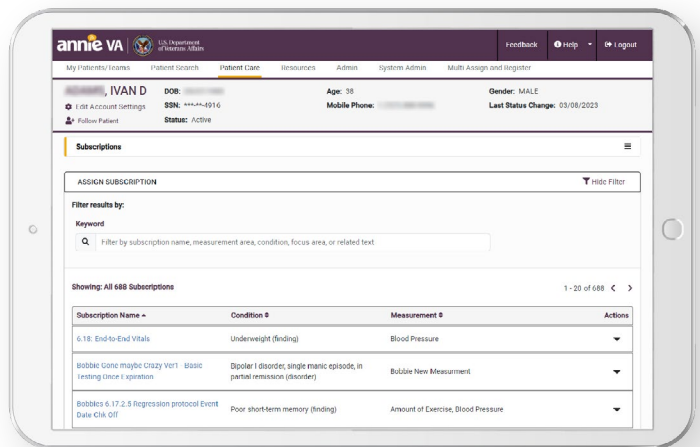 annie VA U.S. Department of Veterans Affairs Feedback Help Logout
My Patients/Teams Patient Search Patient Care Resources Admin System Admin Multi Assign and Register
, IVAN D DOB: Age: 38 Gender: MALE
Edit Account Settings SSN: ***-**-4916 Mobile Phone: Last Status Change: 03/08/2023
Follow Patient Status: Active
Subscriptions
ASSIGN SUBSCRIPTION Hide Filter
Filter results by:
Keyword
Filter by subscription name, measurement area, condition, focus area, or related text
Showing: All 688 Subscriptions 1 - 20 of 688
Subscription Name Condition Measurement Actions
6.18: End-to-End Vitals Underweight (finding) Blood Pressure
Bobbie Gone maybe Crazy Ver1 - Basic Testing Once Expiration Bipolar I disorder, single manic episode, in partial remission (disorder) Bobbie New Measurment
Bobbies 6.17.2.5 Regression protocol Event Date Chk Off Poor short-term memory (finding) Amount of Exercise, Blood Pressure